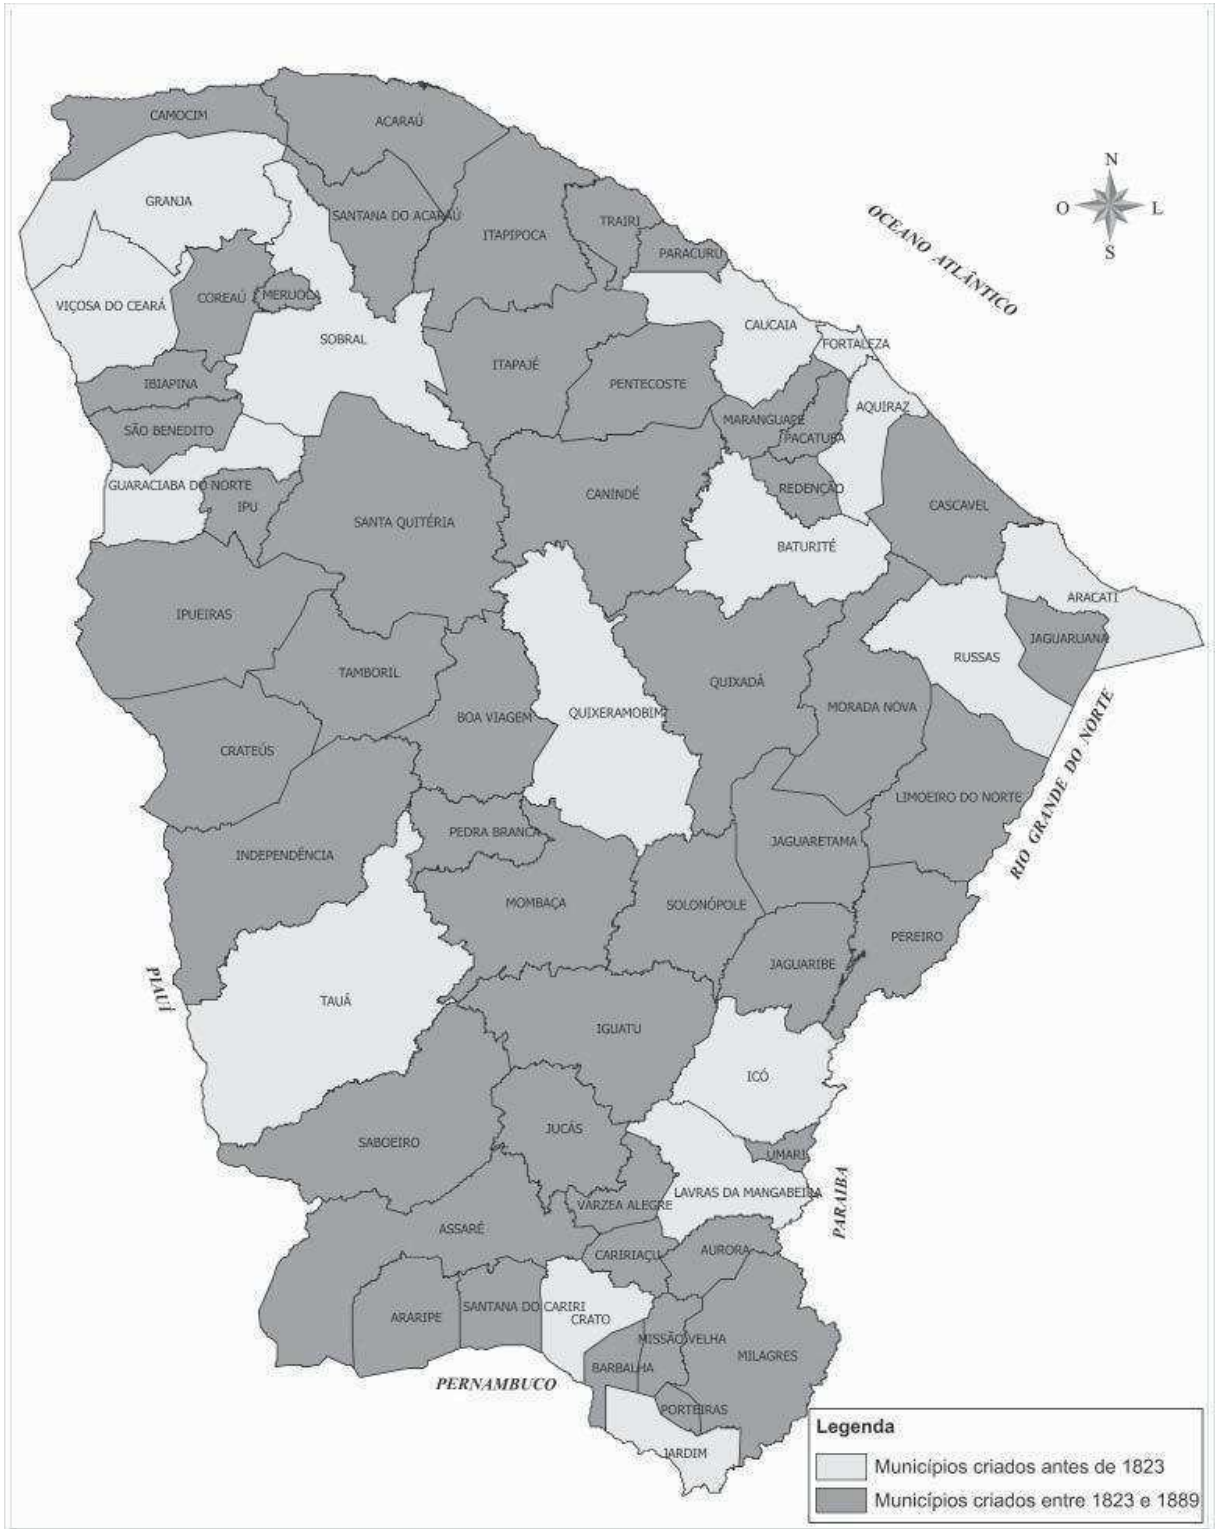 CAMOCIM
ACARAÚ
N
O
L
S
GRANJA
SANTANA DO ACARAÚ
ITAPIPOCA
TRAIRI
PARACURU
OCEANO ATLÂNTICO
VIÇOSA DO CEARÁ
COREAÚ
MERUOCA
SOBRAL
CAUCAIA
FORTALEZA
ITAPAJÉ
IBIAPINA
PENTECOSTE
AQUIRAZ
SÃO BENEDITO
MARANGUAPE
PACATUBA
GUARACIABA DO NORTE
IPU
REDENÇÃO
CANINDÉ
SANTA QUITÉRIA
CASCAVEL
BATURITÉ
ARACATI
IPUEIRAS
JAGUARUANA
RUSSAS
TAMBORIL
QUIXADÁ
BOA VIAGEM
QUIXERAMOBIM
MORADA NOVA
CRATEÚS
RIO GRANDE DO NORTE
LIMOEIRO DO NORTE
PEDRA BRANCA
JAGUARETAMA
INDEPENDÊNCIA
MOMBAÇA
SOLONÓPOLE
PEREIRO
JAGUARIBE
PIAUÍ
TAUÁ
IGUATU
ICÓ
JUCÁS
SABOEIRO
UMARI
LAVRAS DA MANGABEIRA
PARAIBA
VARZEA ALEGRE
ASSARÉ
CARIRIAÇU
AURORA
SANTANA DO CARIRI
ARARIPE
CRATO
MISSÃO VELHA
MILAGRES
BARBALHA
PERNAMBUCO
PORTEIRAS
JARDIM
Legenda
Municípios criados antes de 1823
Municípios criados entre 1823 e 1889